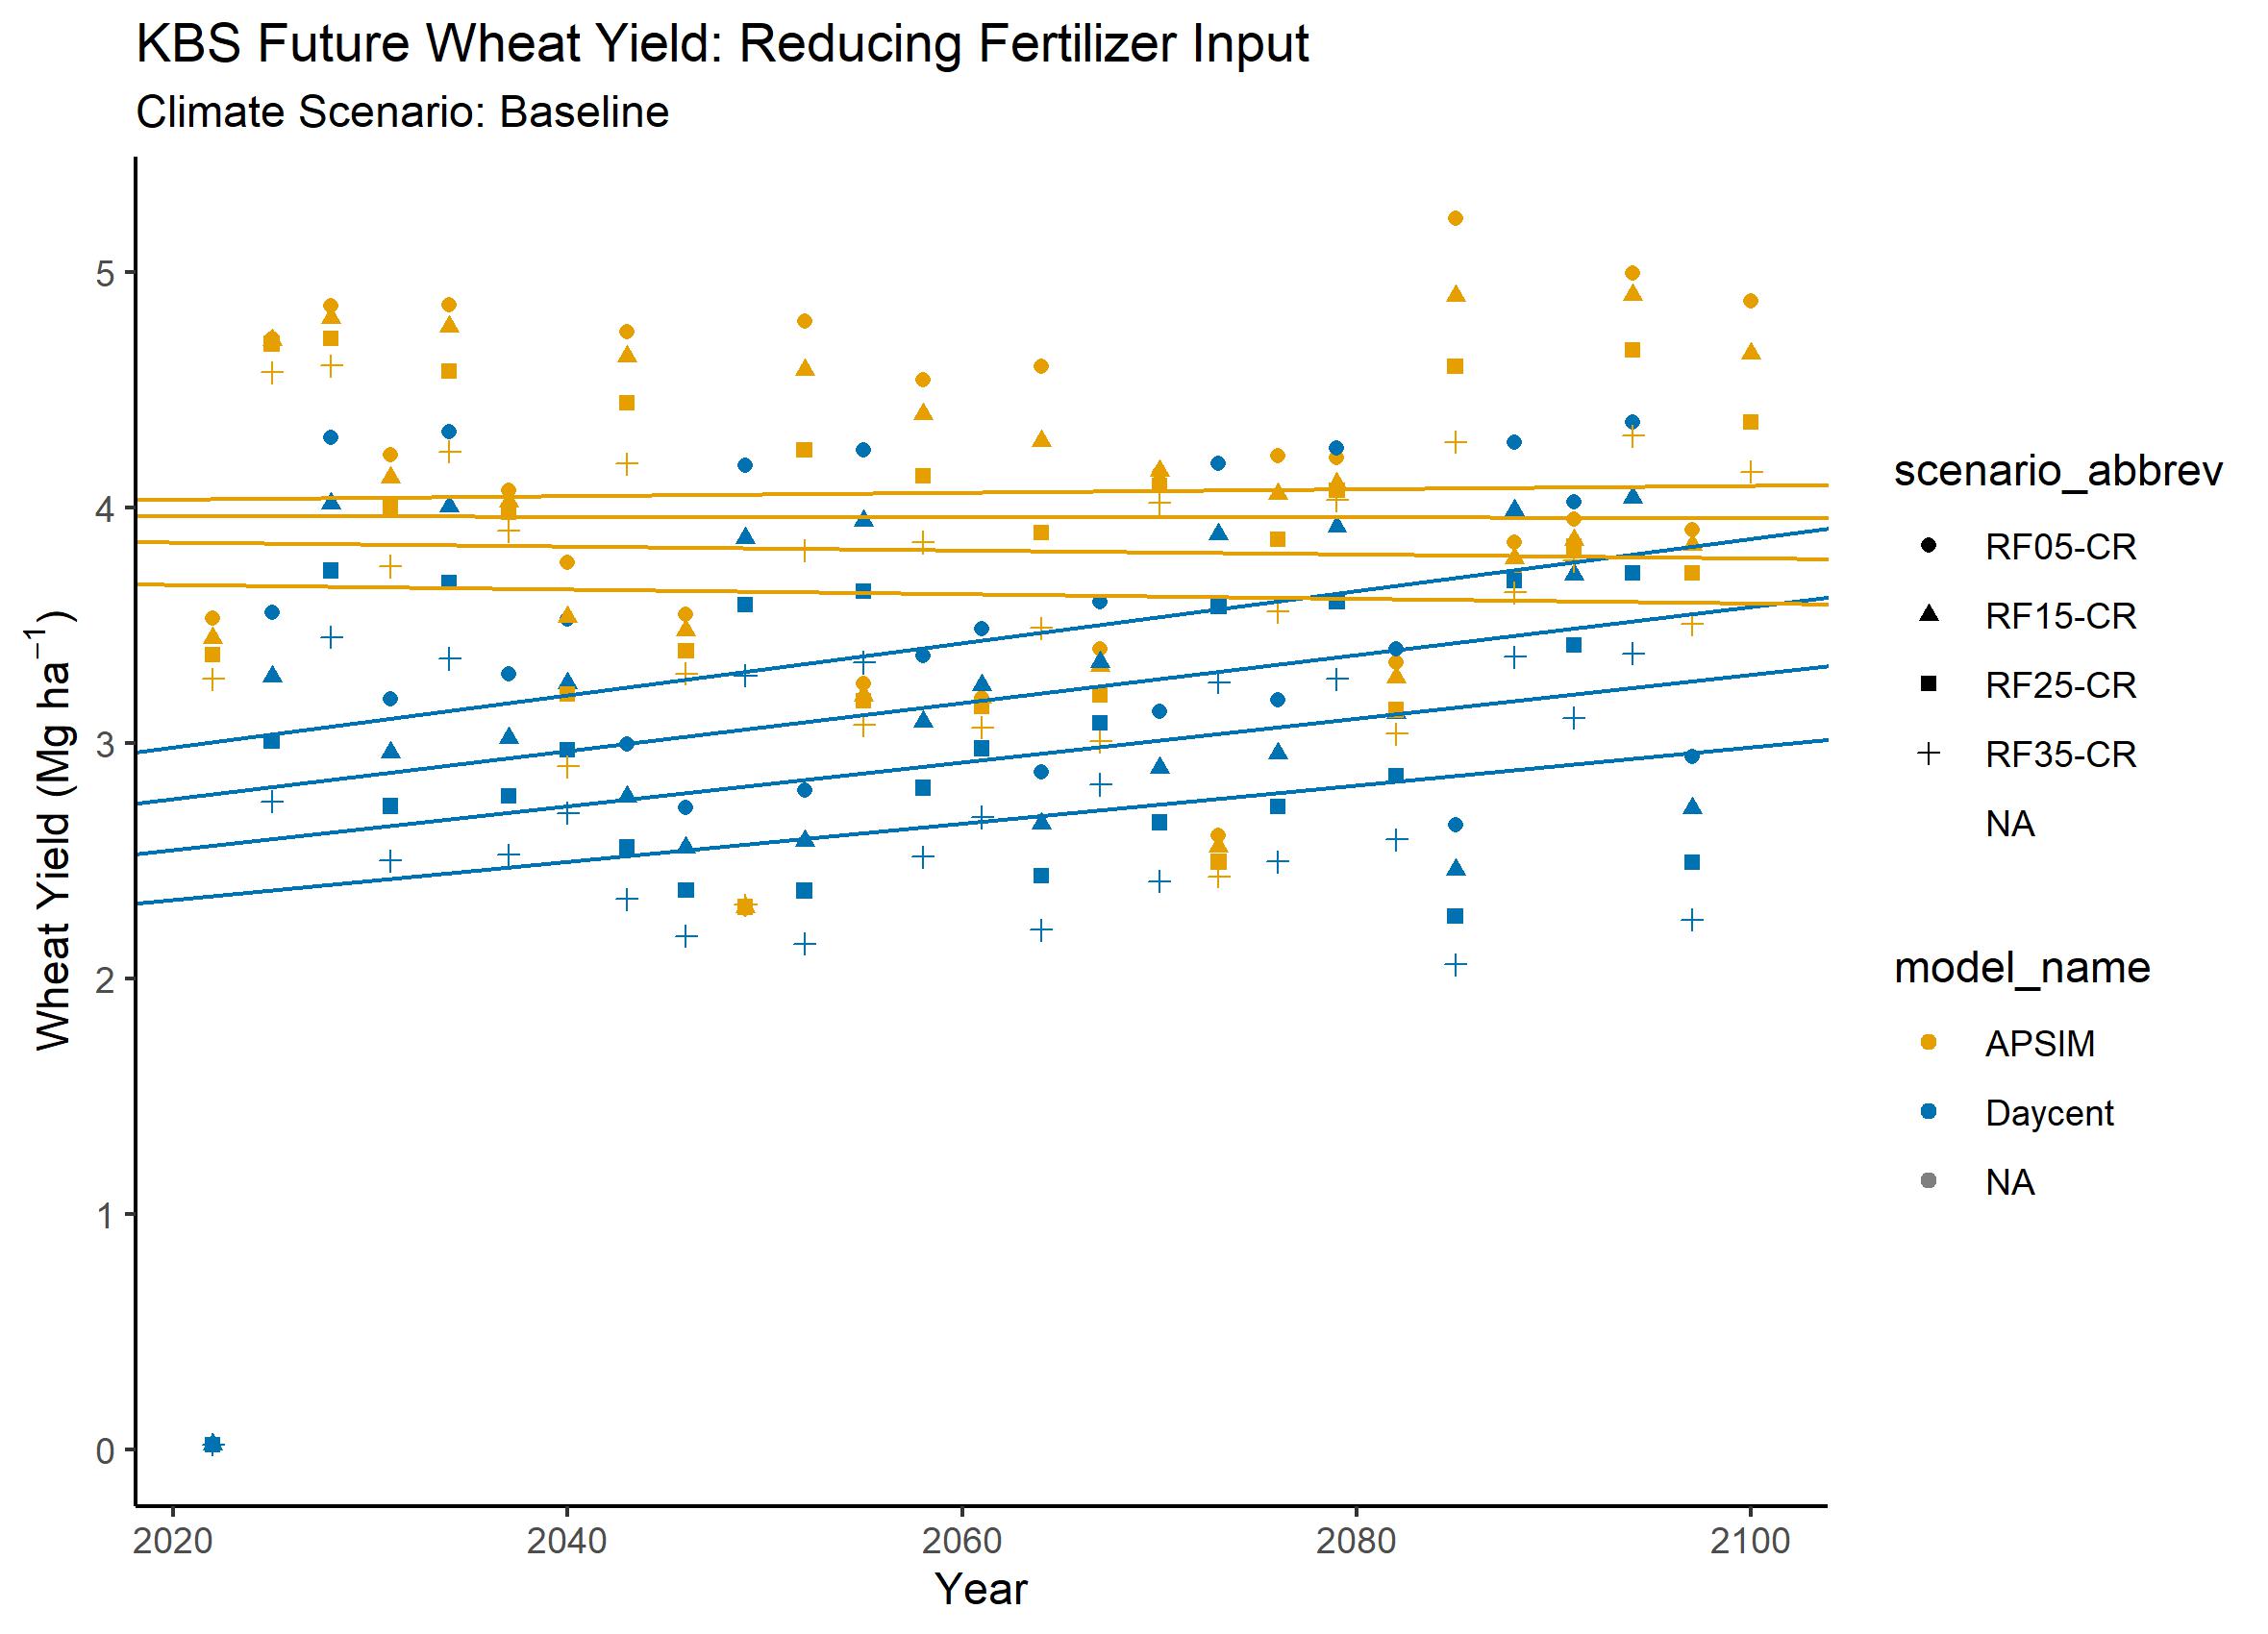 KBS Future Wheat Yield: Reducing Fertilizer Input
Climate Scenario: Baseline
Wheat Yield (Mg ha⁻¹)
5
4
3
2
1
0
2020 2040 2060 2080 2100
Year
scenario_abbrev
RF05-CR
RF15-CR
RF25-CR
RF35-CR
NA
model_name
APSIM
Daycent
NA